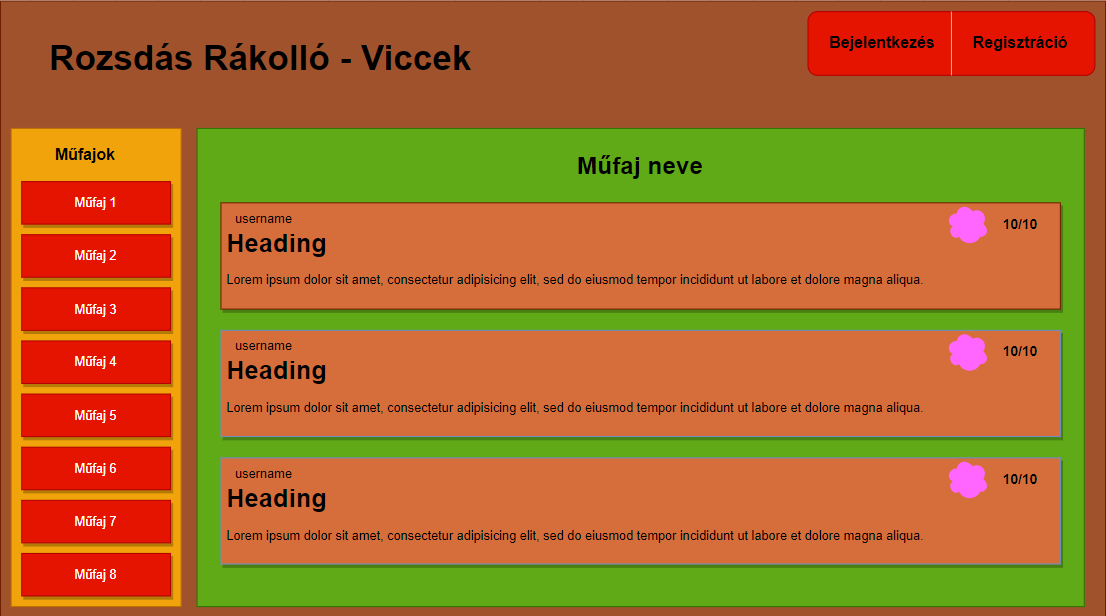 Rozsdás Rákolló - Viccek
Bejelentkezés
Regisztráció
Műfajok
Műfaj 1
Műfaj 2
Műfaj 3
Műfaj 4
Műfaj 5
Műfaj 6
Műfaj 7
Műfaj 8
Műfaj neve
username
10/10
Heading
Lorem ipsum dolor sit amet, consectetur adipisicing elit, sed do eiusmod tempor incididunt ut labore et dolore magna aliqua.
username
10/10
Heading
Lorem ipsum dolor sit amet, consectetur adipisicing elit, sed do eiusmod tempor incididunt ut labore et dolore magna aliqua.
username
10/10
Heading
Lorem ipsum dolor sit amet, consectetur adipisicing elit, sed do eiusmod tempor incididunt ut labore et dolore magna aliqua.